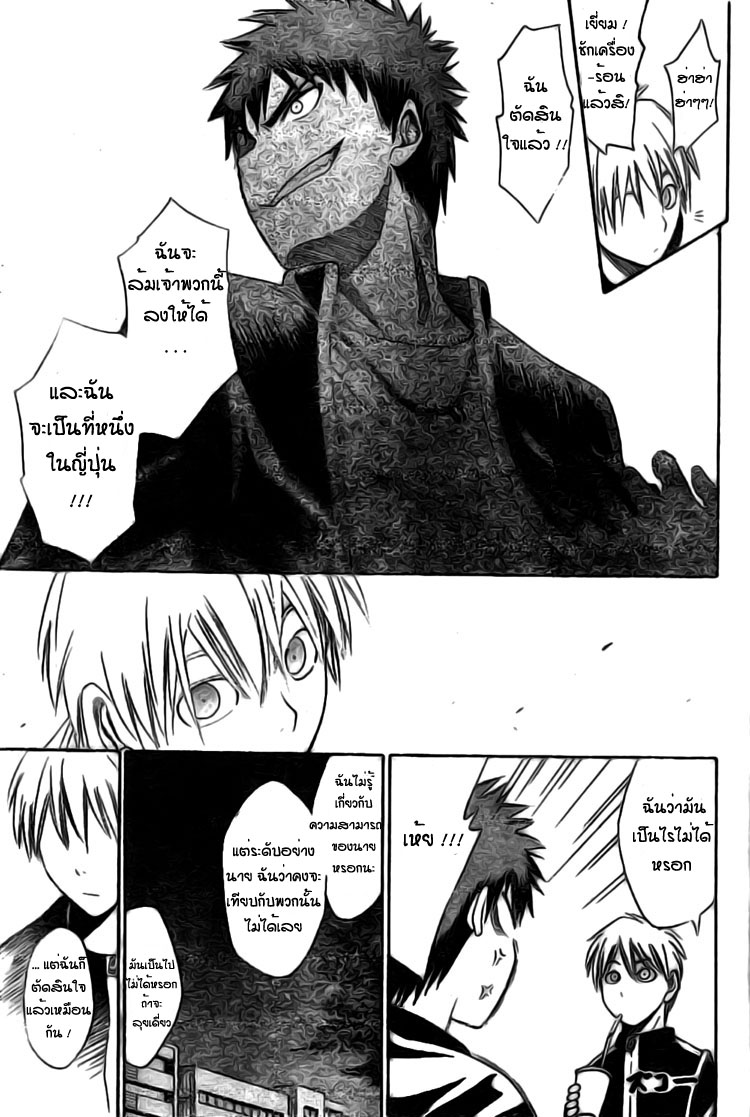 ฮ่าฮ่า
ฮ่าๆๆ!
เยี่ยม !
ชักเครื่อง
-ร้อน
แล้วสิ!
ฉัน
ตัดสิน
ใจแล้ว !!
ฉันจะ
ล้มเจ้าพวกนี้
ลงให้ได้
...
และฉัน
จะเป็นที่หนึ่ง
ในญี่ปุ่น
!!!
ฉันว่ามัน
เป็นไรไม่ได้
หรอก
เห้ย !!!
ฉันไม่รู้
เกี่ยวกับ
ความสามารถ
ของนาย
หรอกนะ
แต่ระดับอย่าง
นาย ฉันว่าคงจะ
เทียบกับพวกนั้น
ไม่ได้เลย
มันเป็นไป
ไม่ได้หรอก
ถ้าจะ
ลุยเดี่ยว
... แต่ฉันก็
ตัดสินใจ
แล้วเหมือน
กัน !